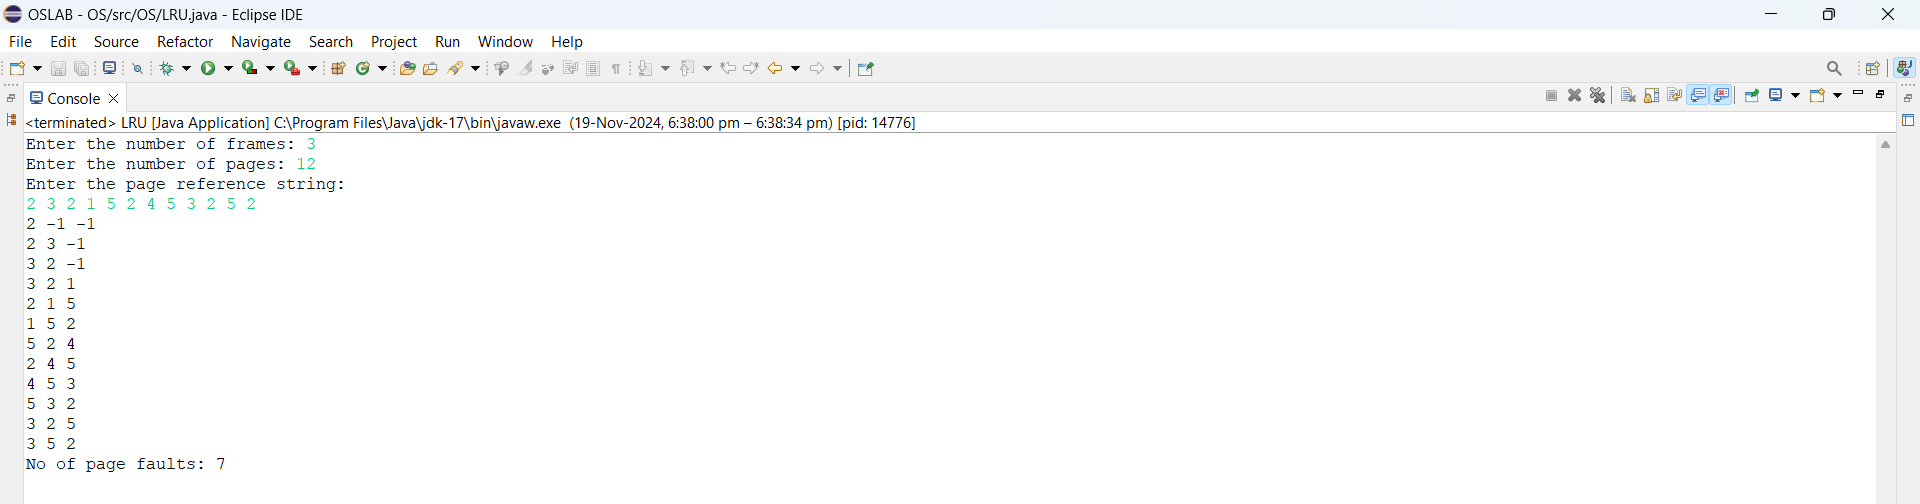 OSLAB - OS/src/OS/LRU.java - Eclipse IDE
File Edit Source Refactor Navigate Search Project Run Window Help
Console
<terminated> LRU [Java Application] C:\Program Files\Java\jdk-17\bin\javaw.exe (19-Nov-2024, 6:38:00 pm – 6:38:34 pm) [pid: 14776]
Enter the number of frames: 3
Enter the number of pages: 12
Enter the page reference string:
2 3 2 1 5 2 4 5 3 2 5 2
2 -1 -1
2 3 -1
3 2 -1
3 2 1
2 1 5
1 5 2
5 2 4
2 4 5
4 5 3
5 3 2
3 2 5
3 5 2
No of page faults: 7